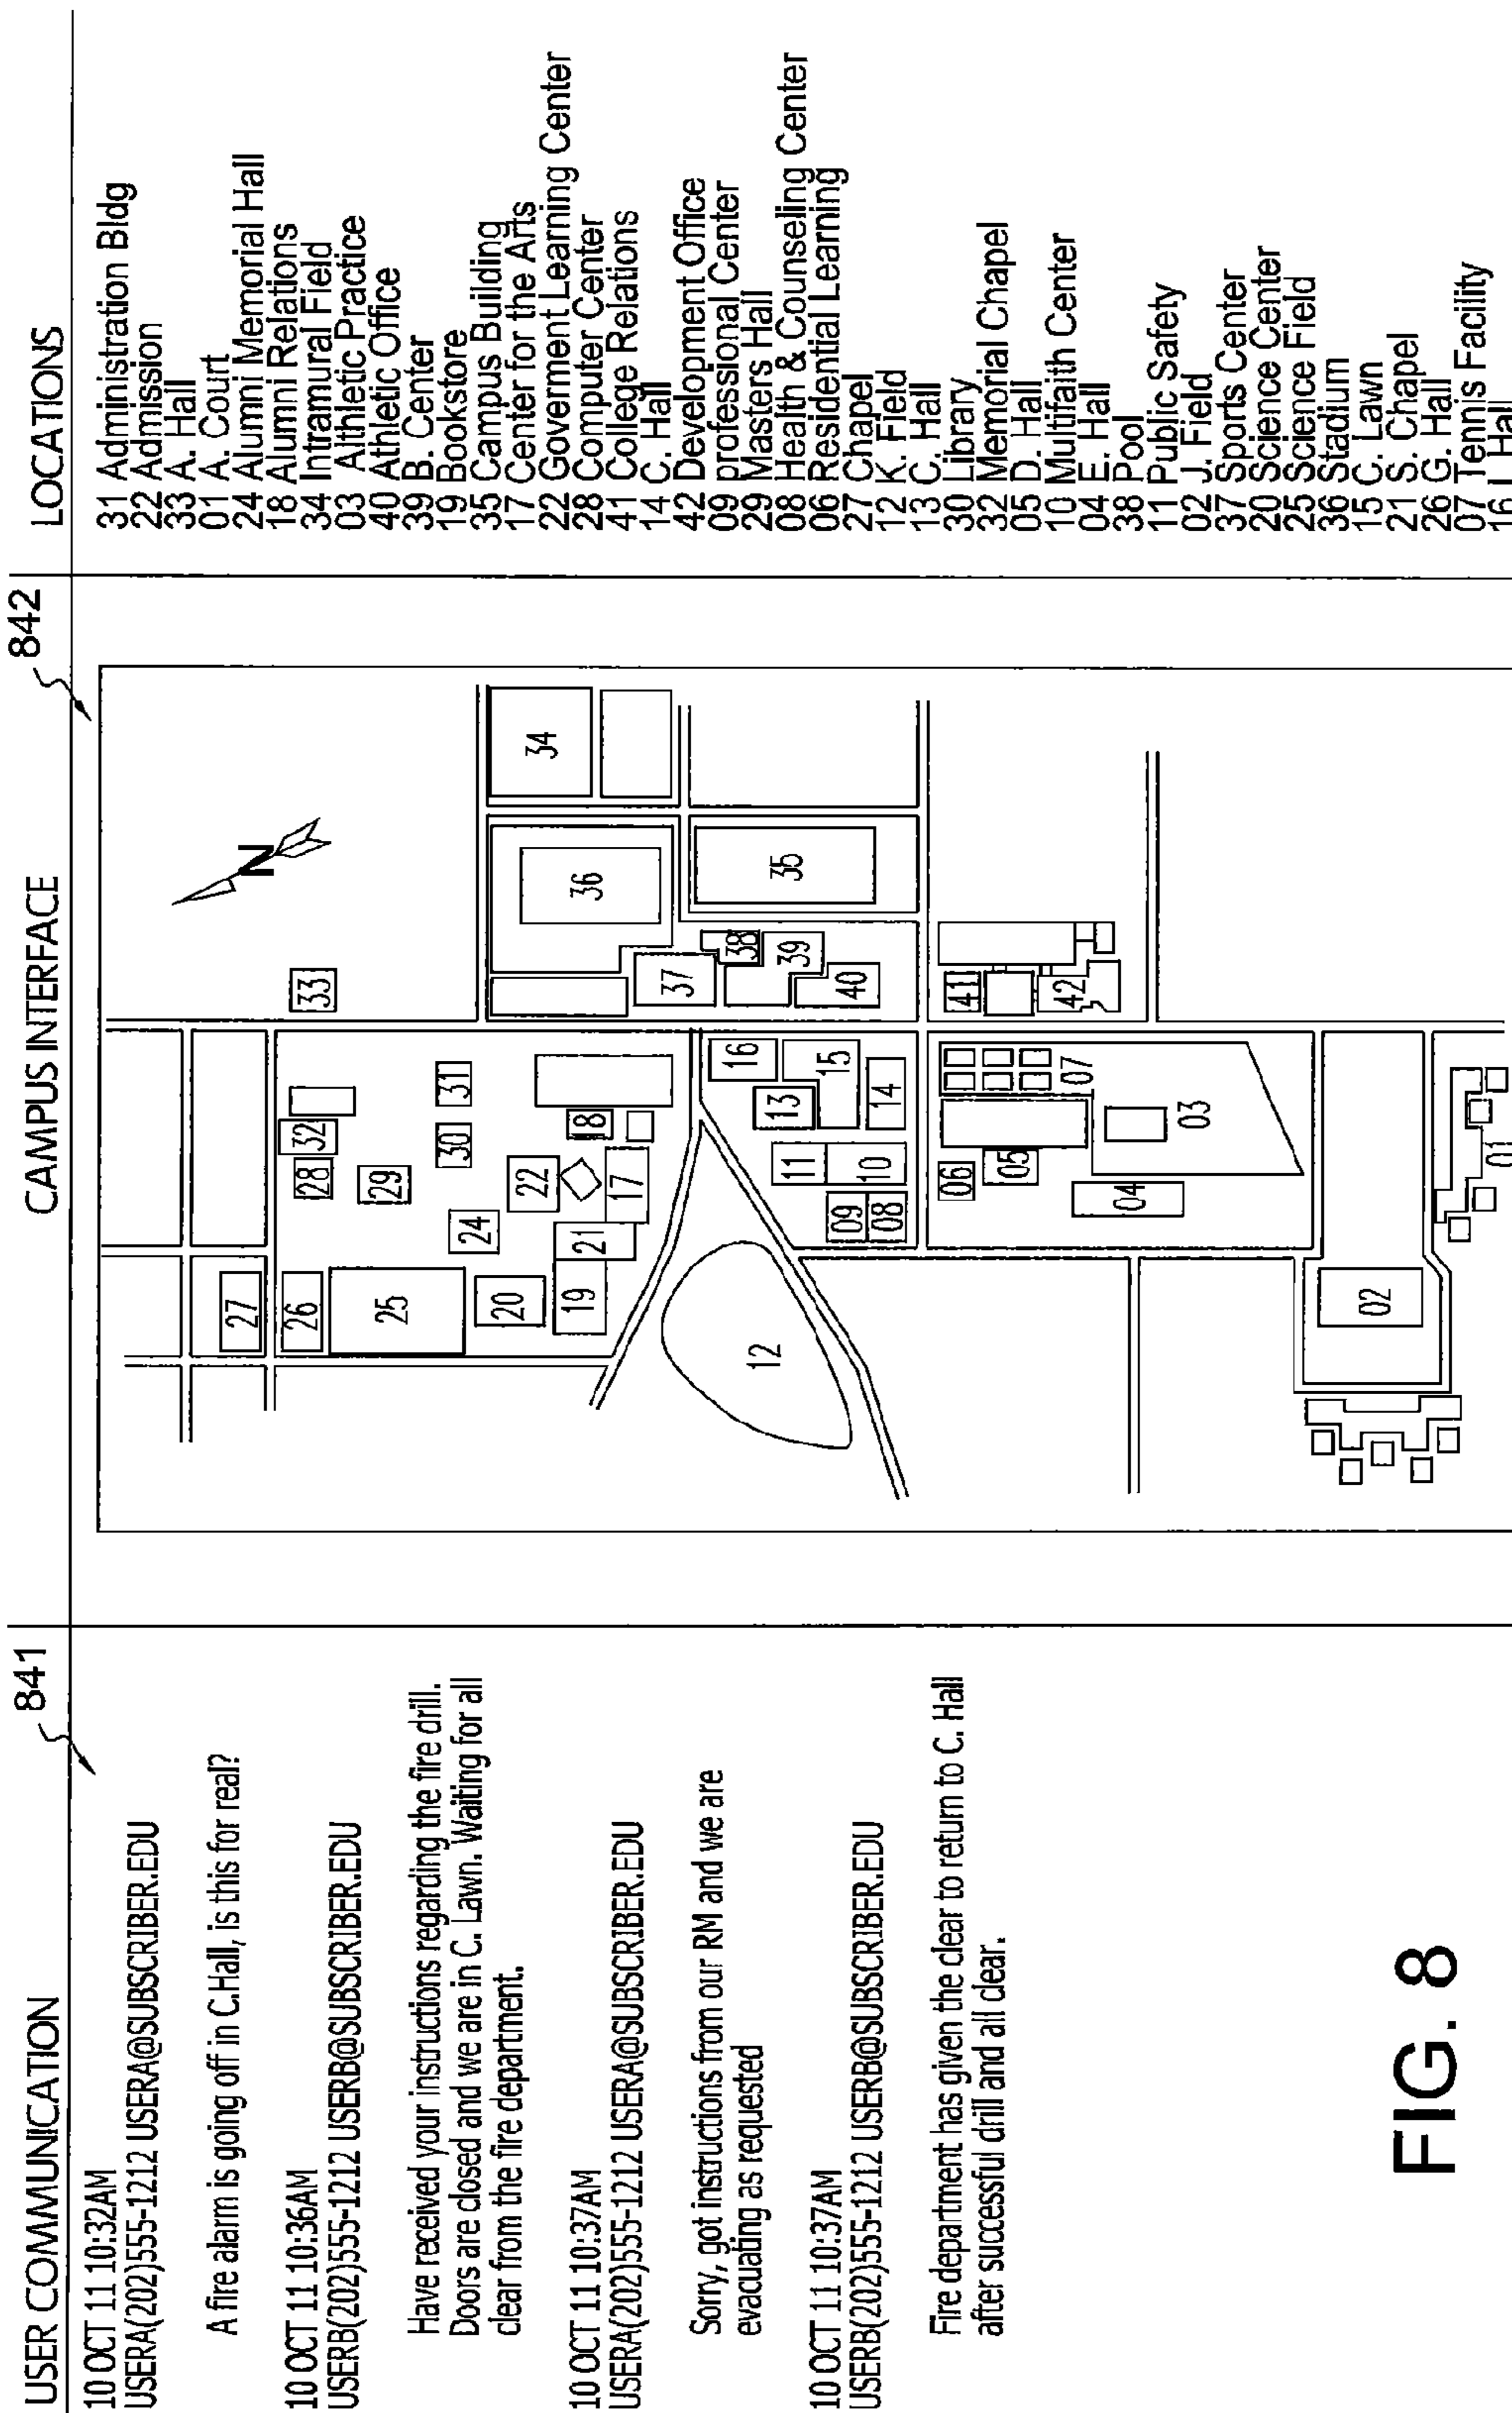 USER COMMUNICATION
841
10 OCT 11 10:32AM
USERA(202)555-1212 USERA@SUBSCRIBER.EDU
A fire alarm is going off in C.Hall, is this for real?
10 OCT 11 10:36AM
USERB(202)555-1212 USERB@SUBSCRIBER.EDU
Have received your instructions regarding the fire drill.
Doors are closed and we are in C. Lawn. Waiting for all
clear from the fire department.
10 OCT 11 10:37AM
USERA(202)555-1212 USERA@SUBSCRIBER.EDU
Sorry, got instructions from our RM and we are
evacuating as requested
10 OCT 11 10:37AM
USERB(202)555-1212 USERB@SUBSCRIBER.EDU
Fire department has given the clear to return to C. Hall
after successful drill and all clear.
FIG. 8
CAMPUS INTERFACE
842
N
27
26
28
32
33
25
29
24
30
31
20
22
34
19
21
18
36
17
37
12
16
38
13
39
35
11
15
09
10
40
08
14
06
41
05
42
07
04
03
02
01
LOCATIONS
31 Administration Bldg
22 Admission
33 A. Hall
01 A. Court
24 Alumni Memorial Hall
18 Alumni Relations
34 Intramural Field
03 Althletic Practice
40 Athletic Office
39 B. Center
19 Bookstore
35 Campus Building
17 Center for the Arts
22 Goverment Learning Center
28 Computer Center
41 College Relations
14 C. Hall
42 Development Office
09 professional Center
29 Masters Hall
08 Health & Counseling Center
06 Residential Learning
27 Chapel
12 K. Field
13 C. Hall
30 Library
32 Memorial Chapel
05 D. Hall
10 Multifaith Center
04 E. Hall
38 Pool
11 Public Safety
02 J. Field
37 Sports Center
20 Science Center
25 Science Field
36 Stadium
15 C. Lawn
21 S. Chapel
26 G. Hall
07 Tennis Facility
16 Hall